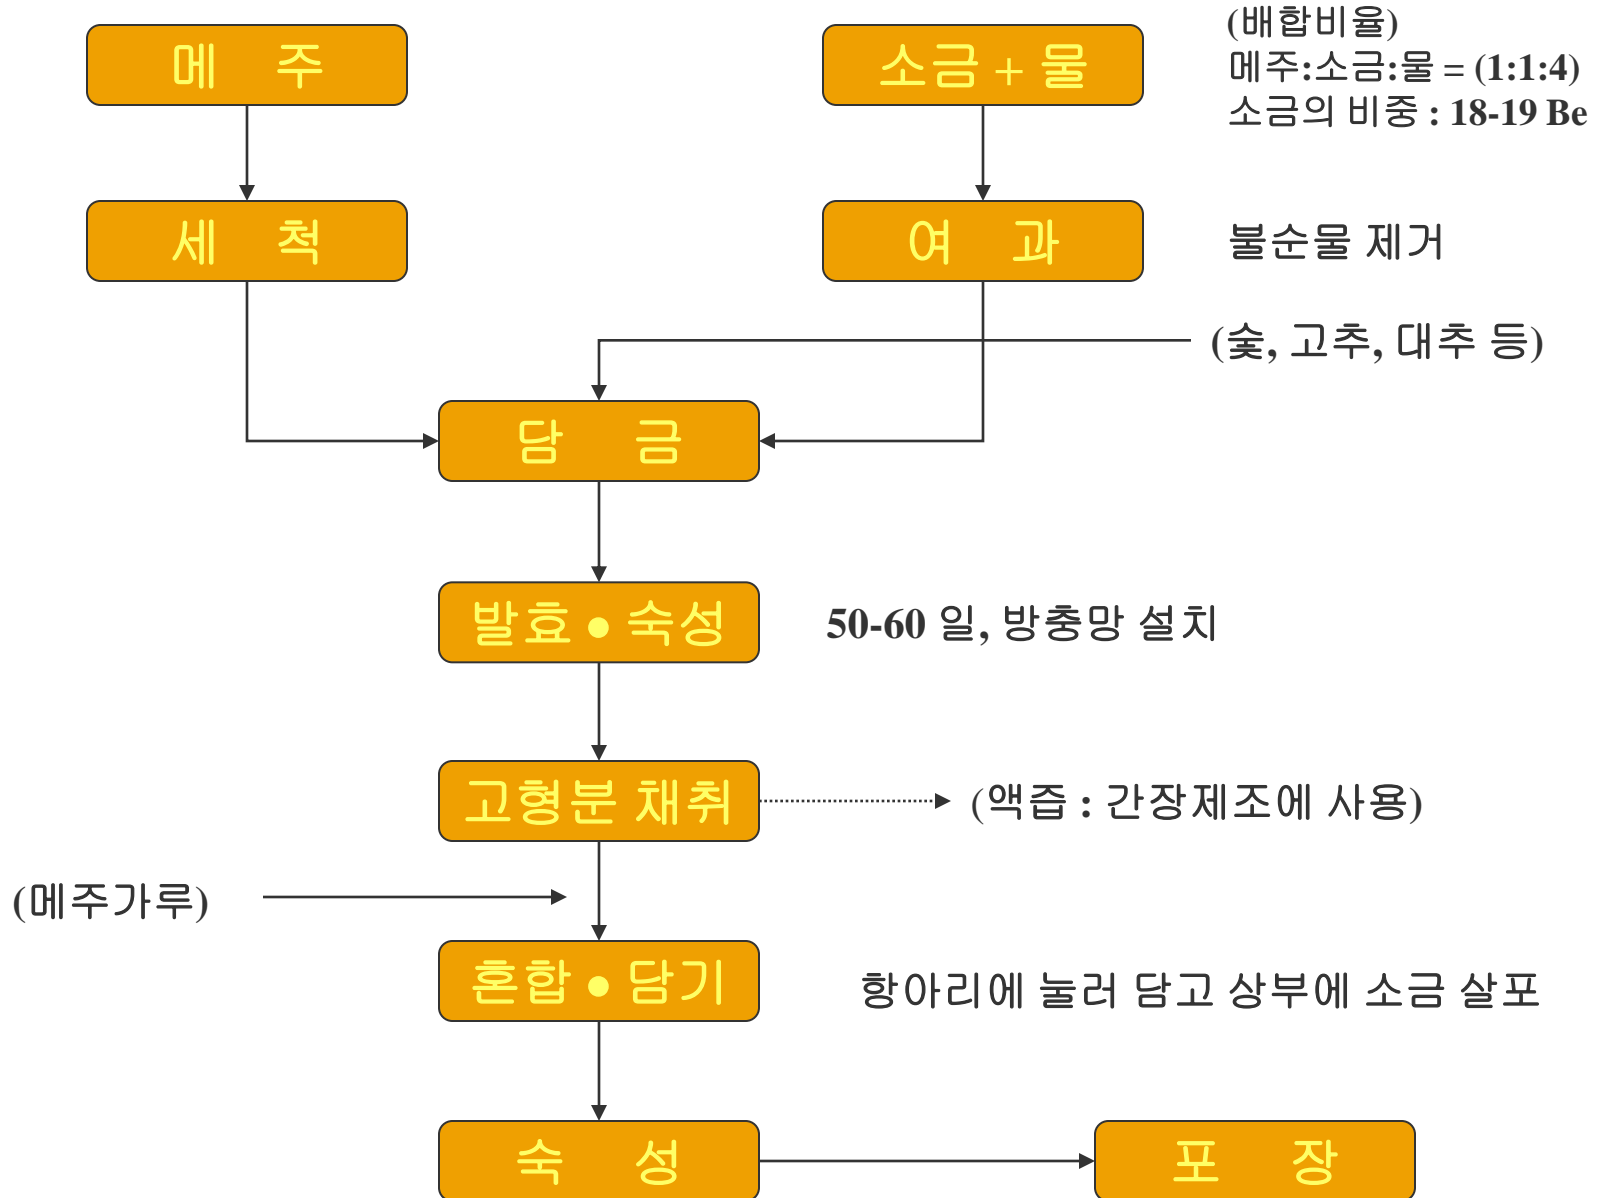 메 주
소금 + 물
(배합비율)
메주:소금:물 = (1:1:4)
소금의 비중 : 18-19 Be
세 척
여 과
불순물 제거
(숯, 고추, 대추 등)
담 금
발효 • 숙성
50-60 일, 방충망 설치
고형분 채취
(액즙 : 간장제조에 사용)
(메주가루)
혼합 • 담기
항아리에 눌러 담고 상부에 소금 살포
숙 성
포 장